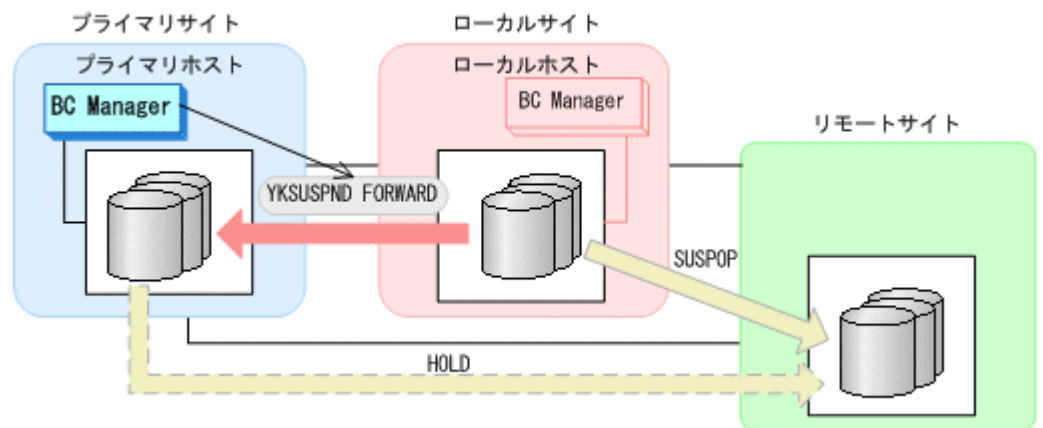 プライマリサイト
ローカルサイト
プライマリホスト
ローカルホスト
BC Manager
BC Manager
リモートサイト
YKSUSPND FORWARD
SUSPOP
HOLD